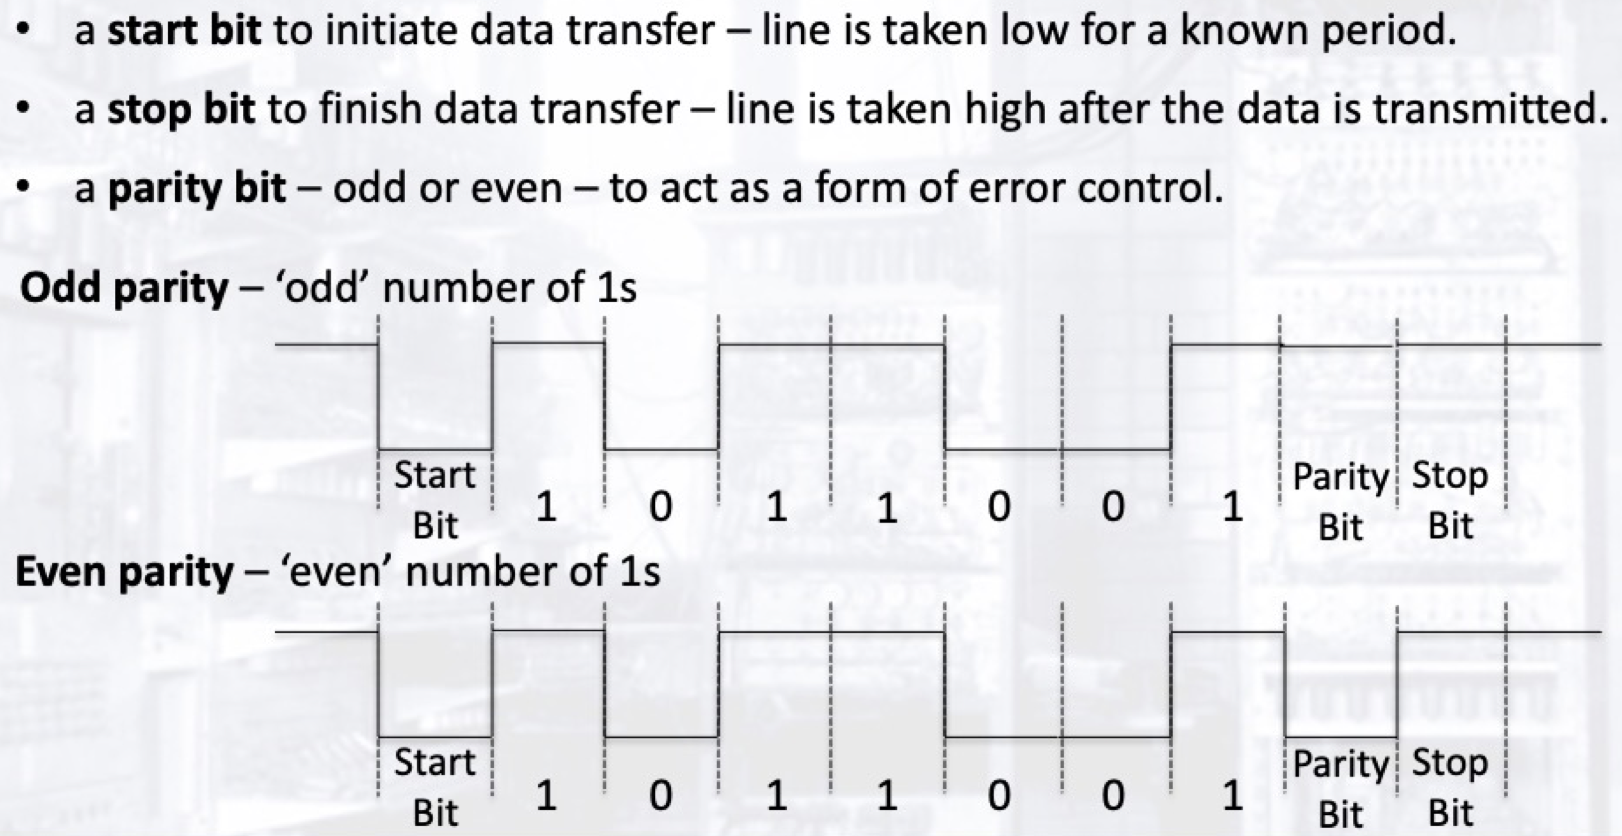 • a start bit to initiate data transfer – line is taken low for a known period.
• a stop bit to finish data transfer – line is taken high after the data is transmitted.
• a parity bit – odd or even – to act as a form of error control.
Odd parity – ‘odd’ number of 1s
Start Bit 1 0 1 1 0 0 1 Parity Bit Stop Bit
Even parity – ‘even’ number of 1s
Start Bit 1 0 1 1 0 0 1 Parity Bit Stop Bit